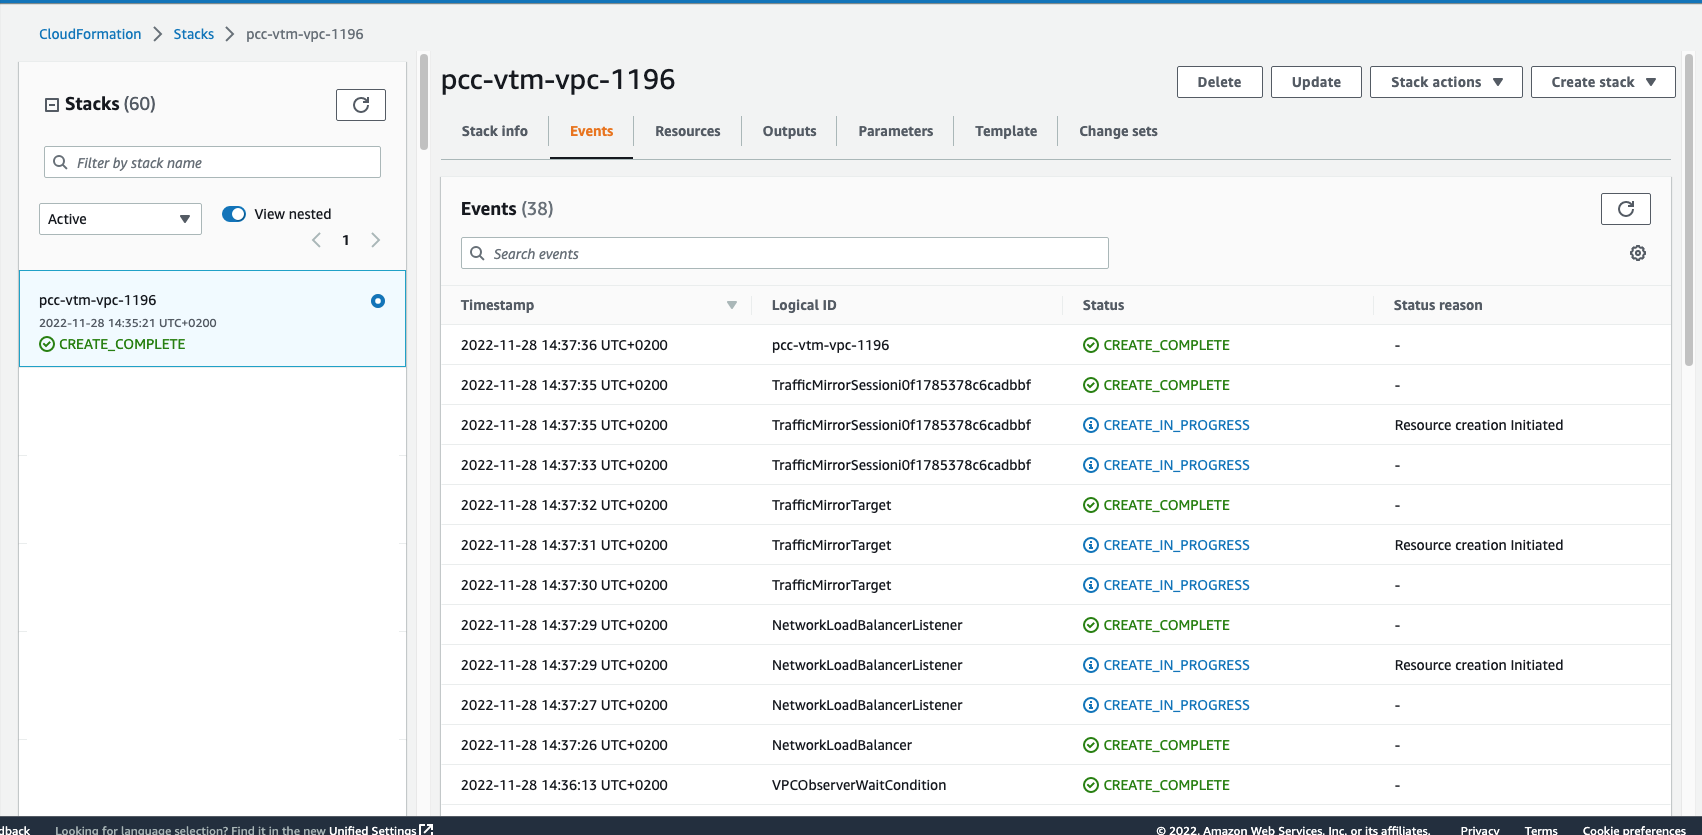 CloudFormation > Stacks > pcc-vtm-vpc-1196
Stacks (60)
Filter by stack name
Active
View nested
1
pcc-vtm-vpc-1196
2022-11-28 14:35:21 UTC+0200
CREATE_COMPLETE
pcc-vtm-vpc-1196
Delete Update Stack actions Create stack
Stack info Events Resources Outputs Parameters Template Change sets
Events (38)
Search events
Timestamp Logical ID Status Status reason
2022-11-28 14:37:36 UTC+0200 pcc-vtm-vpc-1196 CREATE_COMPLETE -
2022-11-28 14:37:35 UTC+0200 TrafficMirrorSessioni0f1785378c6cadbbf CREATE_COMPLETE -
2022-11-28 14:37:35 UTC+0200 TrafficMirrorSessioni0f1785378c6cadbbf CREATE_IN_PROGRESS Resource creation Initiated
2022-11-28 14:37:33 UTC+0200 TrafficMirrorSessioni0f1785378c6cadbbf CREATE_IN_PROGRESS -
2022-11-28 14:37:32 UTC+0200 TrafficMirrorTarget CREATE_COMPLETE -
2022-11-28 14:37:31 UTC+0200 TrafficMirrorTarget CREATE_IN_PROGRESS Resource creation Initiated
2022-11-28 14:37:30 UTC+0200 TrafficMirrorTarget CREATE_IN_PROGRESS -
2022-11-28 14:37:29 UTC+0200 NetworkLoadBalancerListener CREATE_COMPLETE -
2022-11-28 14:37:29 UTC+0200 NetworkLoadBalancerListener CREATE_IN_PROGRESS Resource creation Initiated
2022-11-28 14:37:27 UTC+0200 NetworkLoadBalancerListener CREATE_IN_PROGRESS -
2022-11-28 14:37:26 UTC+0200 NetworkLoadBalancer CREATE_COMPLETE -
2022-11-28 14:36:13 UTC+0200 VPCObserverWaitCondition CREATE_COMPLETE -
dback Looking for language selection? Find it in the new Unified Settings © 2022, Amazon Web Services, Inc. or its affiliates. Privacy Terms Cookie preferences